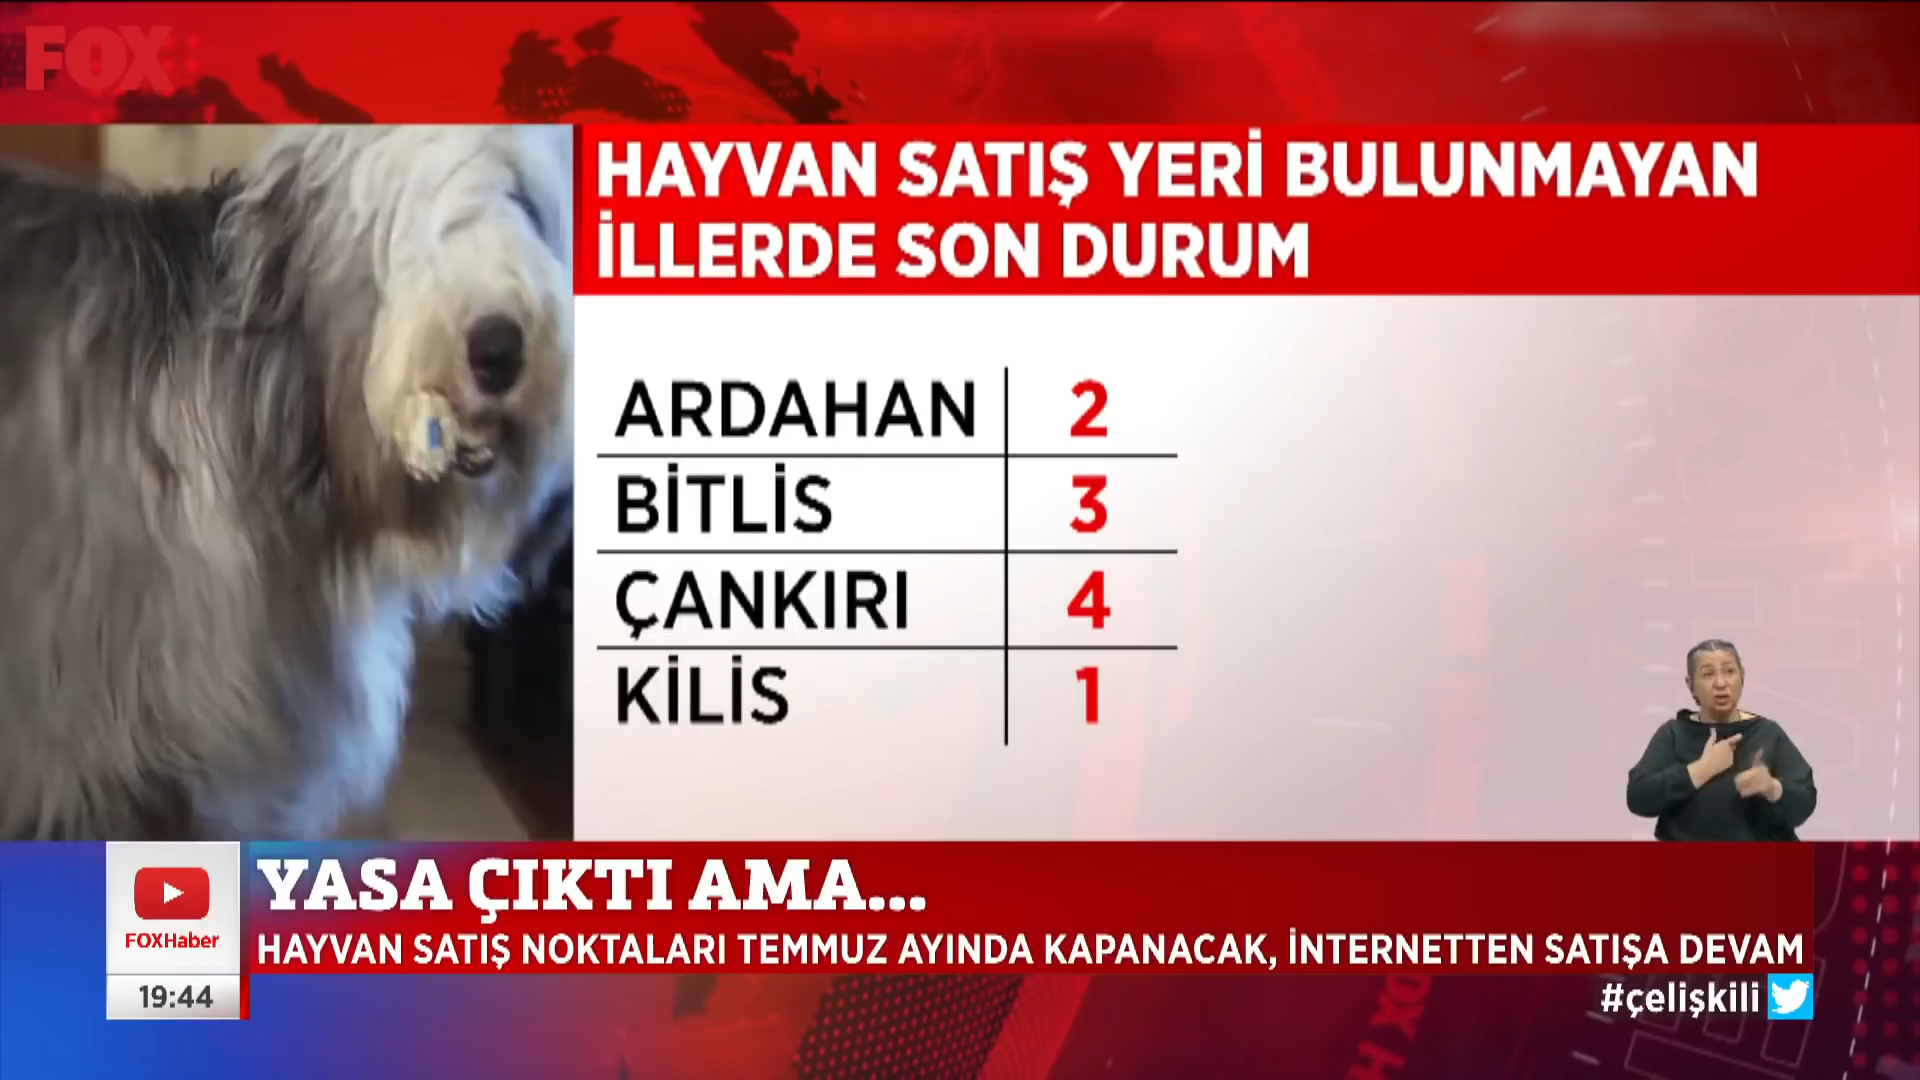 FOX
HAYVAN SATIŞ YERİ BULUNMAYAN
İLLERDE SON DURUM
ARDAHAN 2
BİTLİS 3
ÇANKIRI 4
KİLİS 1
YASA ÇIKTI AMA...
FOXHaber
HAYVAN SATIŞ NOKTALARI TEMMUZ AYINDA KAPANACAK, İNTERNETTEN SATIŞA DEVAM
19:44
#çelişkili